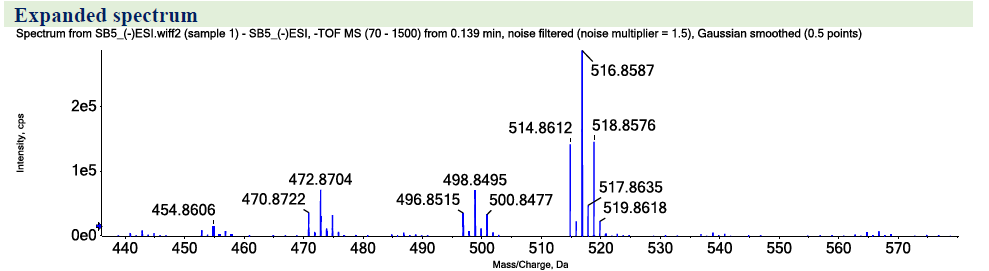 Expanded spectrum
Spectrum from SB5_(-)ESI.wiff2 (sample 1) - SB5_(-)ESI, -TOF MS (70 - 1500) from 0.139 min, noise filtered (noise multiplier = 1.5), Gaussian smoothed (0.5 points)
516.8587
2e5
514.8612
518.8576
1e5
472.8704
498.8495
517.8635
470.8722
496.8515
500.8477
519.8618
454.8606
0e0
440 450 460 470 480 490 500 510 520 530 540 550 560 570
Mass/Charge, Da
Intensity, cps